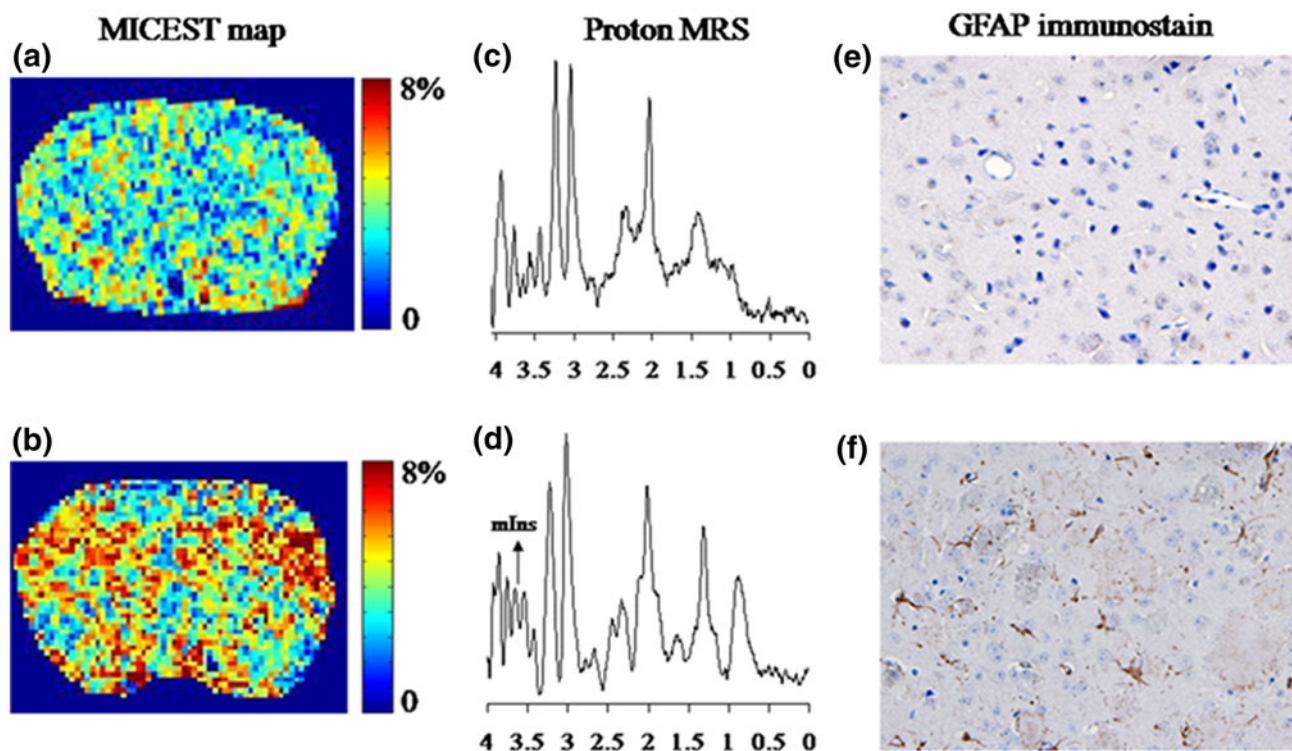 MICEST map
Proton MRS
GFAP immunostain
(a)
8%
0
(c)
4 3.5 3 2.5 2 1.5 1 0.5 0
(e)
(b)
8%
0
(d)
mIns
4 3.5 3 2.5 2 1.5 1 0.5 0
(f)